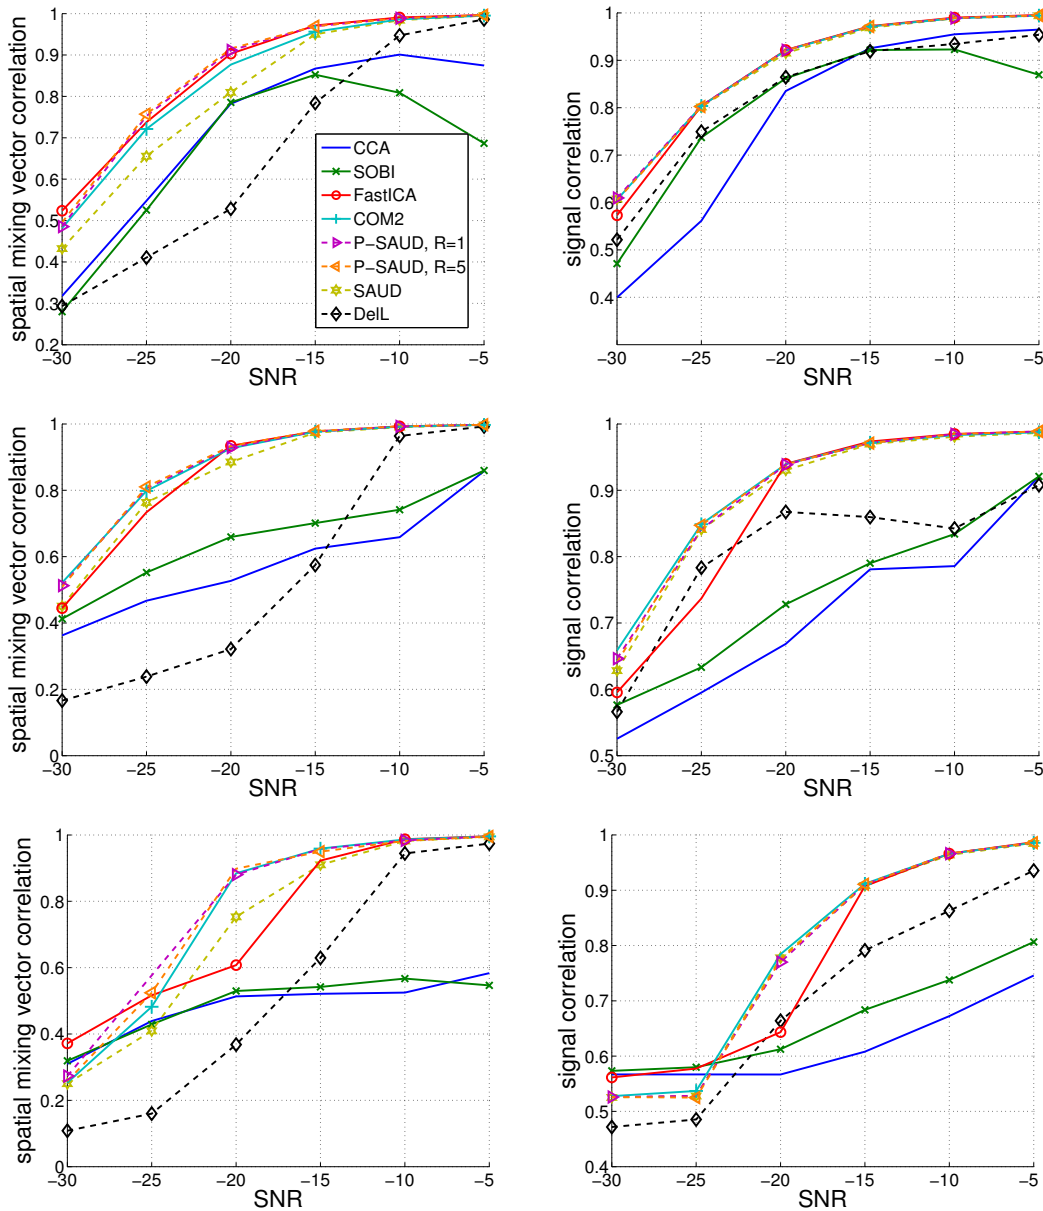 spatial mixing vector correlation
1
0.9
0.8
0.7
0.6
0.5
0.4
0.3
0.2
−30 −25 −20 −15 −10 −5
SNR
CCA
SOBI
FastICA
COM2
P−SAUD, R=1
P−SAUD, R=5
SAUD
DelL
signal correlation
1
0.9
0.8
0.7
0.6
0.5
0.4
−30 −25 −20 −15 −10 −5
SNR
spatial mixing vector correlation
1
0.8
0.6
0.4
0.2
0
−30 −25 −20 −15 −10 −5
SNR
signal correlation
1
0.9
0.8
0.7
0.6
0.5
−30 −25 −20 −15 −10 −5
SNR
spatial mixing vector correlation
1
0.8
0.6
0.4
0.2
0
−30 −25 −20 −15 −10 −5
SNR
signal correlation
1
0.9
0.8
0.7
0.6
0.5
0.4
−30 −25 −20 −15 −10 −5
SNR